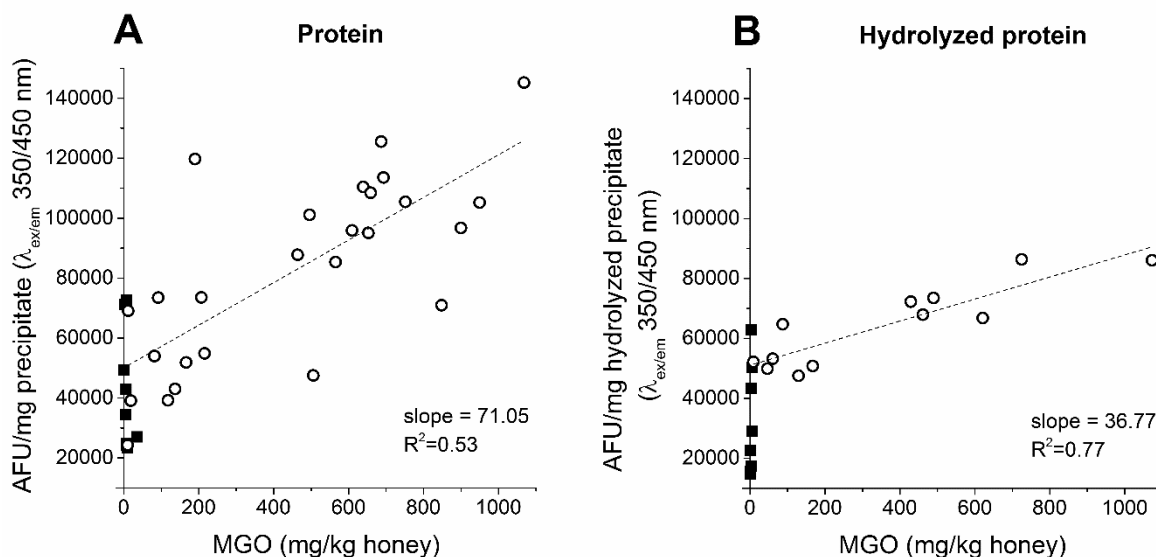 A
Protein
AFU/mg precipitate (λex/em 350/450 nm)
140000
120000
100000
80000
60000
40000
20000
0
200
400
600
800
1000
MGO (mg/kg honey)
slope = 71.05
R²=0.53
B
Hydrolyzed protein
AFU/mg hydrolyzed precipitate
(λex/em 350/450 nm)
140000
120000
100000
80000
60000
40000
20000
0
200
400
600
800
1000
MGO (mg/kg honey)
slope = 36.77
R²=0.77